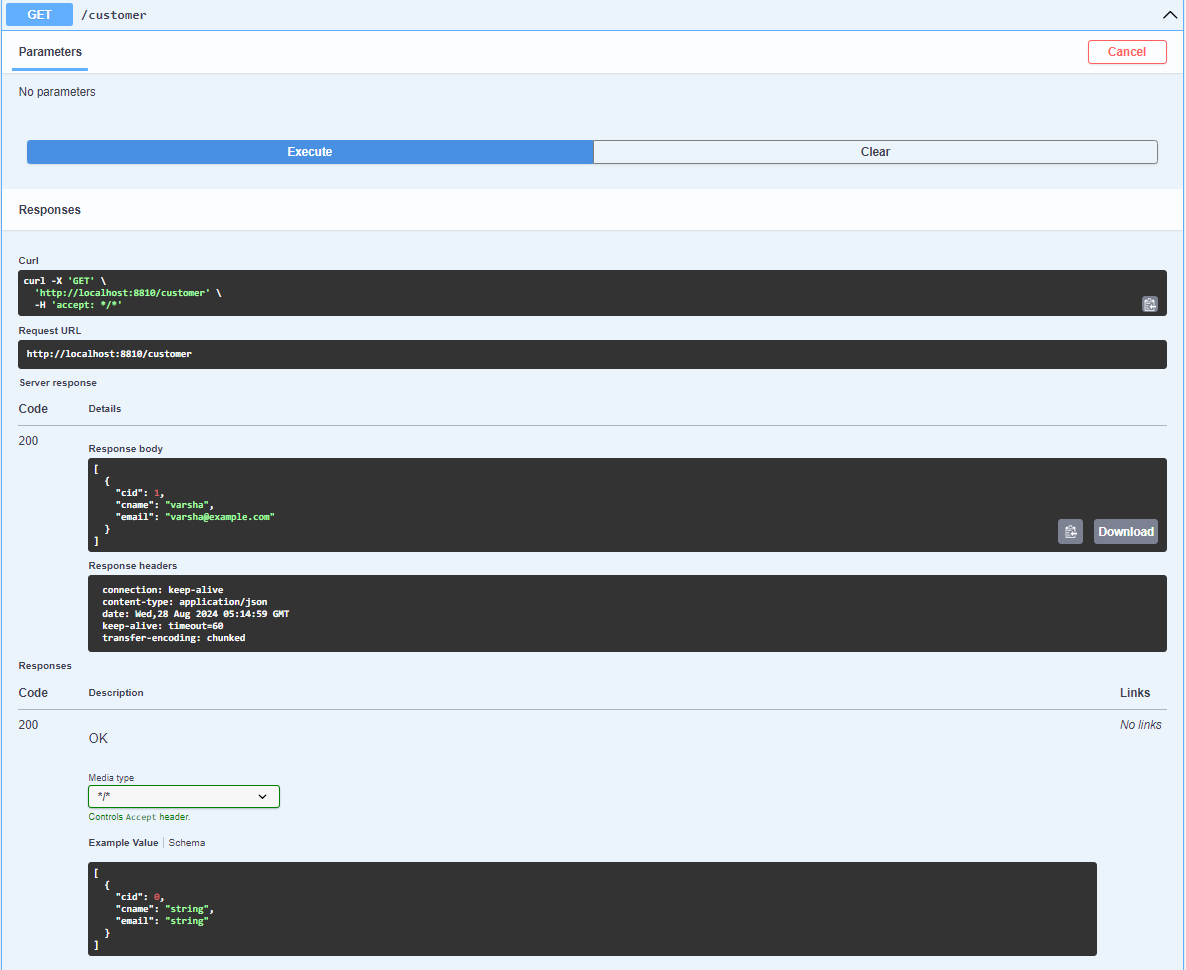 GET /customer
Parameters
Cancel
No parameters
Execute
Clear
Responses
Curl
curl -X 'GET' \
  'http://localhost:8810/customer' \
  -H 'accept: */*'
Request URL
http://localhost:8810/customer
Server response
Code Details
200
Response body
[
  {
    "cid": 1,
    "cname": "varsha",
    "email": "varsha@example.com"
  }
]
Download
Response headers
connection: keep-alive
content-type: application/json
date: Wed,28 Aug 2024 05:14:59 GMT
keep-alive: timeout=60
transfer-encoding: chunked
Responses
Code Description Links
200
OK
No links
Media type
*/*
Controls Accept header.
Example Value Schema
[
  {
    "cid": 0,
    "cname": "string",
    "email": "string"
  }
]